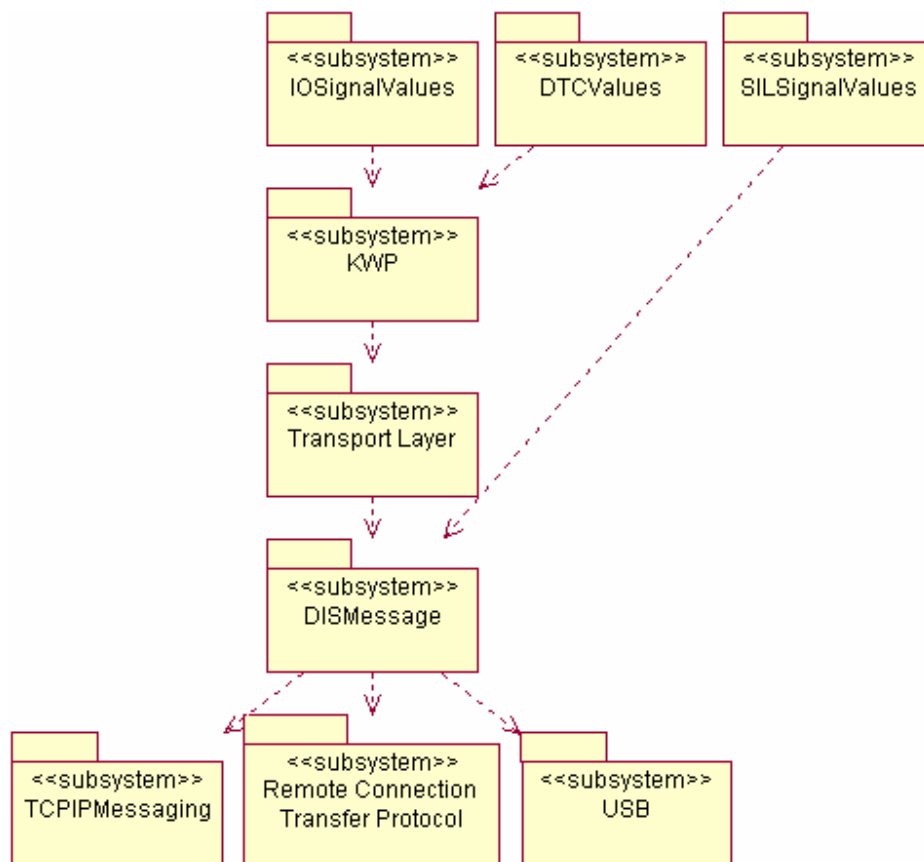 <<subsystem>>
IOSignalValues
<<subsystem>>
DTCValues
<<subsystem>>
SILSignalValues
<<subsystem>>
KWP
<<subsystem>>
Transport Layer
<<subsystem>>
DISMessage
<<subsystem>>
TCPIPMessaging
<<subsystem>>
Remote Connection
Transfer Protocol
<<subsystem>>
USB